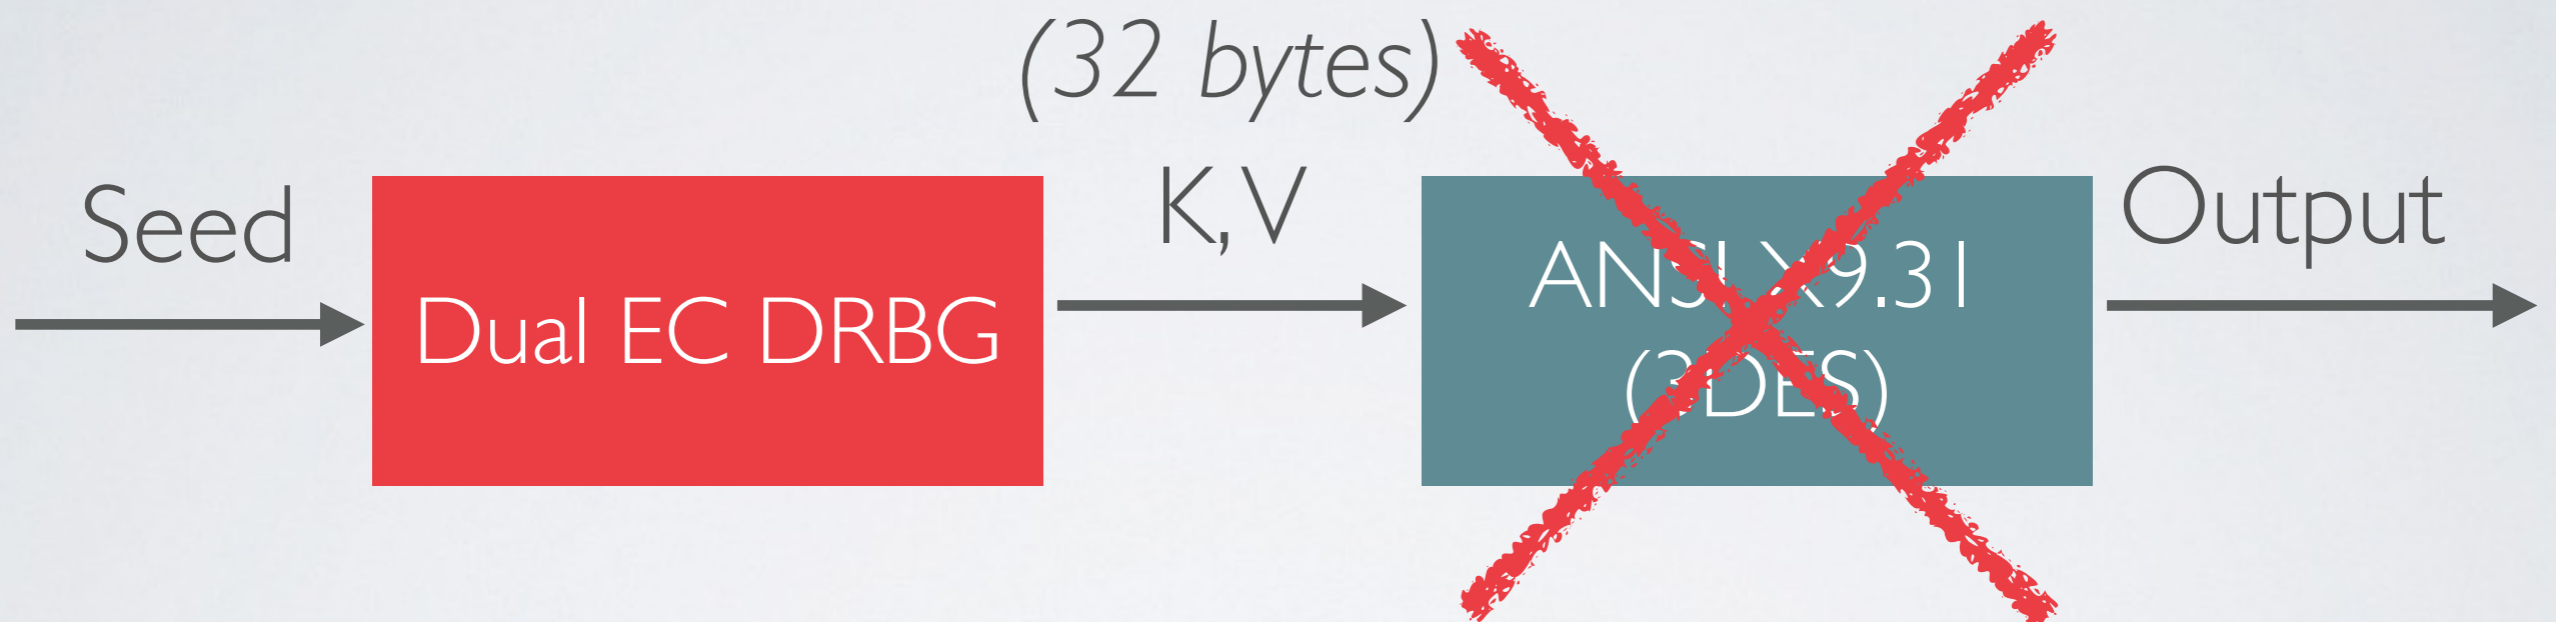 (32 bytes)
Seed
K,V
Output
Dual EC DRBG
ANSI X9.31
(3DES)